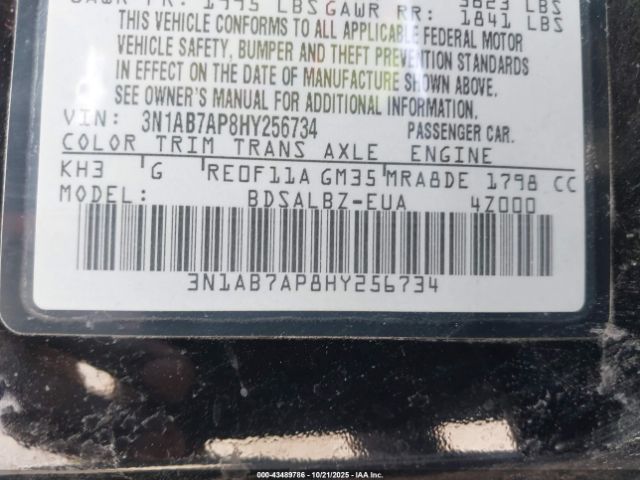 1995 LBS GAWR RR: 1841 LBS
THIS VEHICLE CONFORMS TO ALL APPLICABLE FEDERAL MOTOR
VEHICLE SAFETY, BUMPER AND THEFT PREVENTION STANDARDS
IN EFFECT ON THE DATE OF MANUFACTURE SHOWN ABOVE.
SEE OWNER'S MANUAL FOR ADDITIONAL INFORMATION.
VIN: 3N1AB7AP8HY256734 PASSENGER CAR.
COLOR TRIM TRANS AXLE ENGINE
KH3 G RE0F11A GM35 MRA8DE 1798 CC
MODEL: BDSALBZ-EUA 4Z000
3N1AB7AP8HY256734
000-43489786 - 10/21/2025 - IAA, Inc.